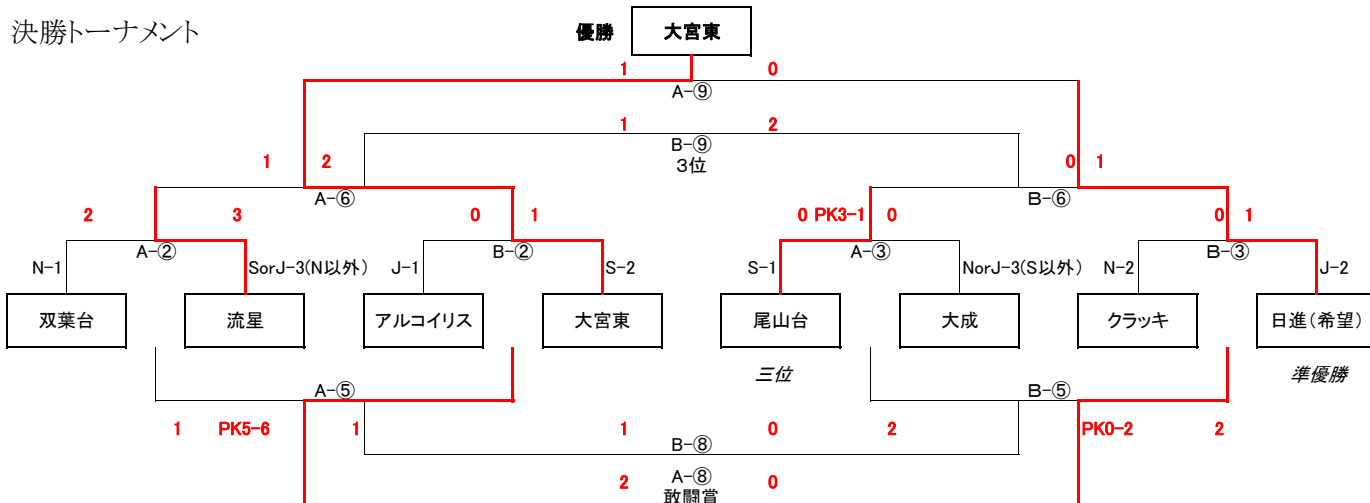 決勝トーナメント
優勝 大宮東
1 0
A-⑨
1 2
B-⑨
3位
1 2 0 1
A-⑥ B-⑥
2 3 0 1 0 PK3-1 0 0 1
A-② B-② A-③ B-③
N-1 SorJ-3(N以外) J-1 S-2 S-1 NorJ-3(S以外) N-2 J-2
双葉台 流星 アルコイリス 大宮東 尾山台 大成 クラッキ 日進(希望)
三位 準優勝
A-⑤ B-⑤
1 PK5-6 1 1 0 2 PK0-2 2
B-⑧
2 A-⑧ 0
敢闘賞